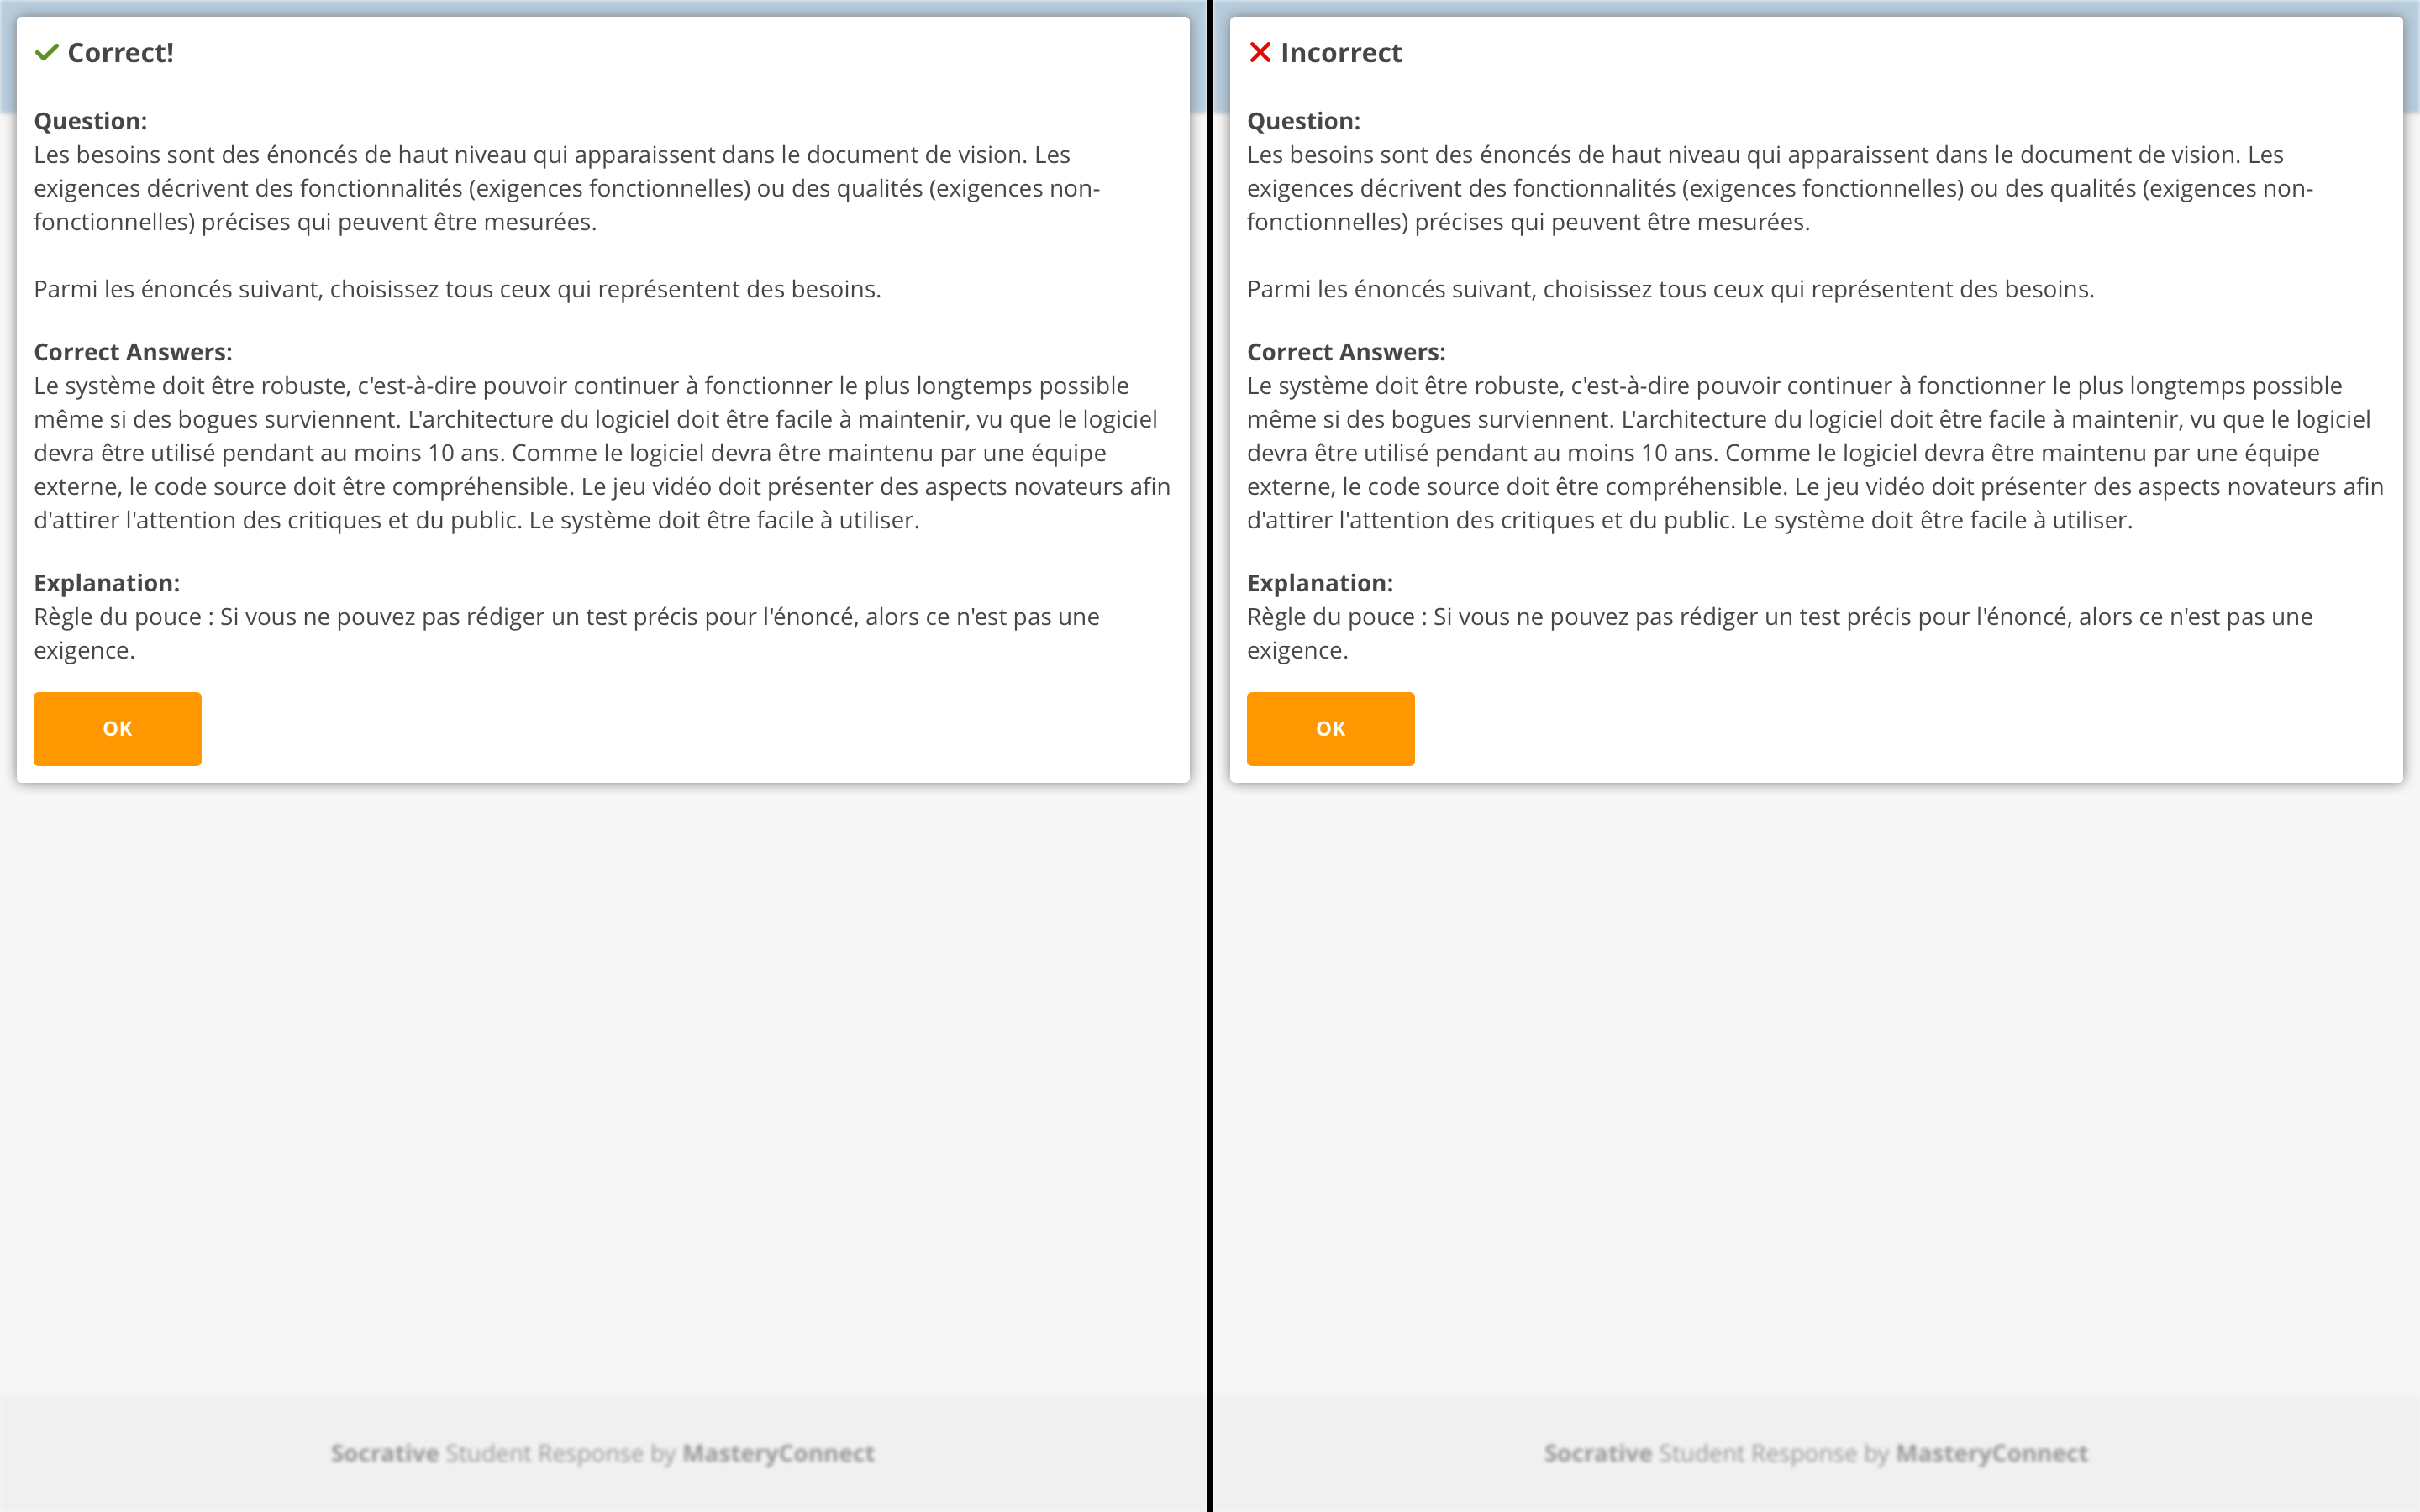 Correct!
Question:
Les besoins sont des énoncés de haut niveau qui apparaissent dans le document de vision. Les
exigences décrivent des fonctionnalités (exigences fonctionnelles) ou des qualités (exigences non-
fonctionnelles) précises qui peuvent être mesurées.
Parmi les énoncés suivant, choisissez tous ceux qui représentent des besoins.
Correct Answers:
Le système doit être robuste, c'est-à-dire pouvoir continuer à fonctionner le plus longtemps possible
même si des bogues surviennent. L'architecture du logiciel doit être facile à maintenir, vu que le logiciel
devra être utilisé pendant au moins 10 ans. Comme le logiciel devra être maintenu par une équipe
externe, le code source doit être compréhensible. Le jeu vidéo doit présenter des aspects novateurs afin
d'attirer l'attention des critiques et du public. Le système doit être facile à utiliser.
Explanation:
Règle du pouce : Si vous ne pouvez pas rédiger un test précis pour l'énoncé, alors ce n'est pas une
exigence.
OK
Socrative Student Response by MasteryConnect
Incorrect
Question:
Les besoins sont des énoncés de haut niveau qui apparaissent dans le document de vision. Les
exigences décrivent des fonctionnalités (exigences fonctionnelles) ou des qualités (exigences non-
fonctionnelles) précises qui peuvent être mesurées.
Parmi les énoncés suivant, choisissez tous ceux qui représentent des besoins.
Correct Answers:
Le système doit être robuste, c'est-à-dire pouvoir continuer à fonctionner le plus longtemps possible
même si des bogues surviennent. L'architecture du logiciel doit être facile à maintenir, vu que le logiciel
devra être utilisé pendant au moins 10 ans. Comme le logiciel devra être maintenu par une équipe
externe, le code source doit être compréhensible. Le jeu vidéo doit présenter des aspects novateurs afin
d'attirer l'attention des critiques et du public. Le système doit être facile à utiliser.
Explanation:
Règle du pouce : Si vous ne pouvez pas rédiger un test précis pour l'énoncé, alors ce n'est pas une
exigence.
OK
Socrative Student Response by MasteryConnect